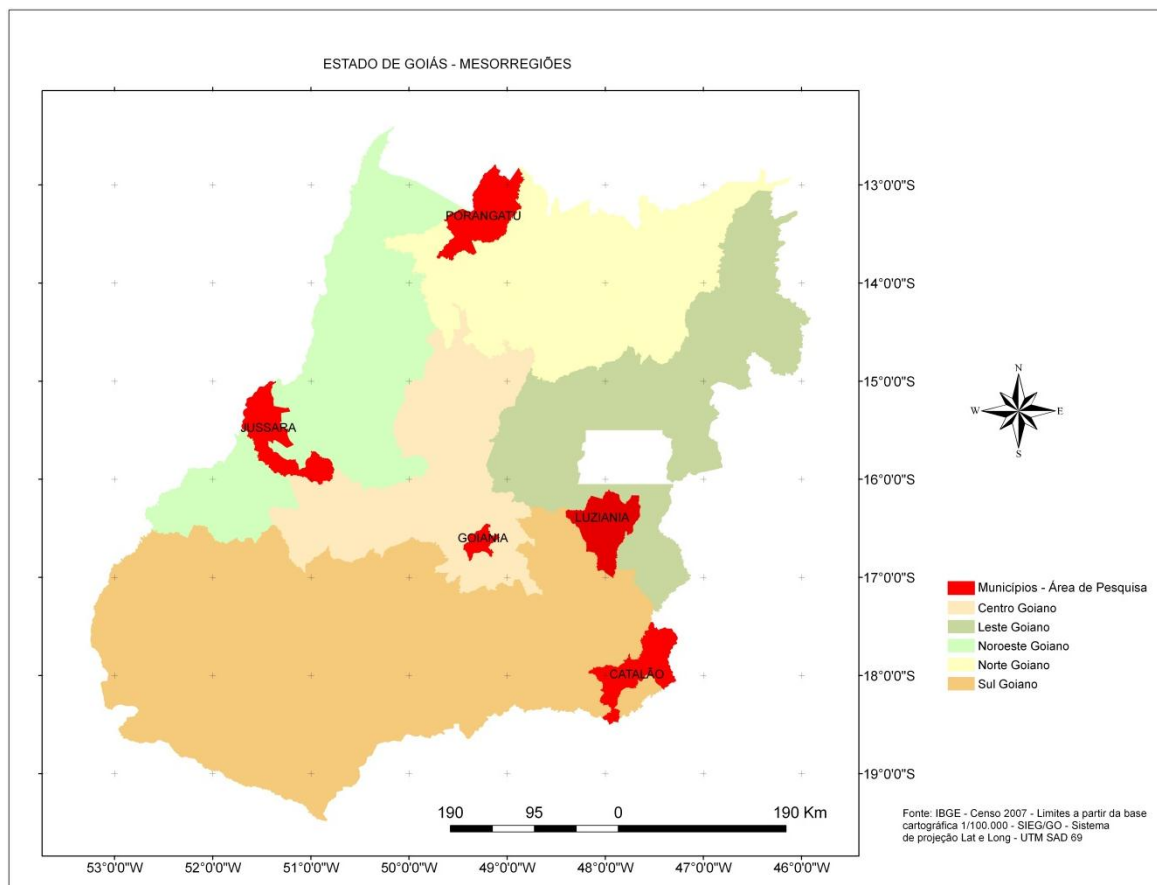 ESTADO DE GOIÁS - MESORREGIÕES
13°0'0"S
PORANGATU
14°0'0"S
15°0'0"S
N
W
E
S
JUSSARA
16°0'0"S
LUZIANIA
GOIANIA
17°0'0"S
Municípios - Área de Pesquisa
Centro Goiano
Leste Goiano
Noroeste Goiano
Norte Goiano
Sul Goiano
CATALÃO
18°0'0"S
19°0'0"S
190 95 0 190 Km
Fonte: IBGE - Censo 2007 - Limites a partir da base
cartográfica 1/100.000 - SIEG/GO - Sistema
de projeção Lat e Long - UTM SAD 69
53°0'0"O 52°0'0"O 51°0'0"O 50°0'0"O 49°0'0"O 48°0'0"O 47°0'0"O 46°0'0"O